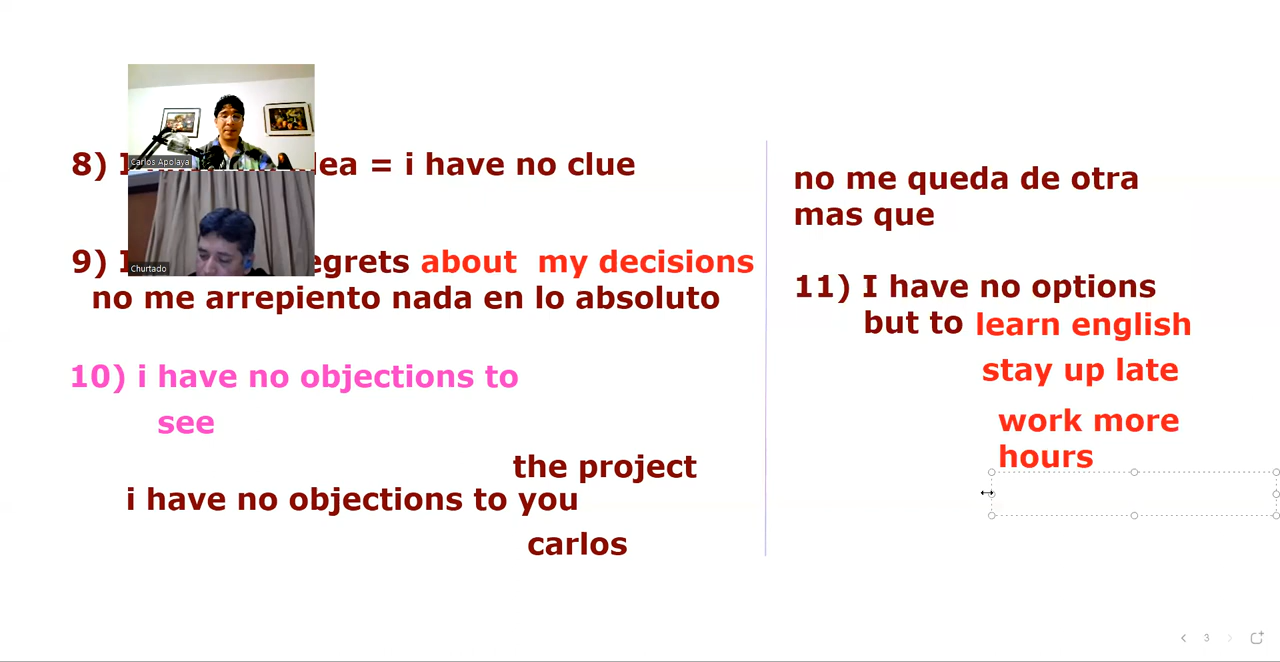 Carlos Apolaya
8) I lea = i have no clue
Churtado
9) I egrets about my decisions
no me arrepiento nada en lo absoluto
10) i have no objections to
see
the project
i have no objections to you
carlos
no me queda de otra
mas que
11) I have no options
but to learn english
stay up late
work more
hours
3